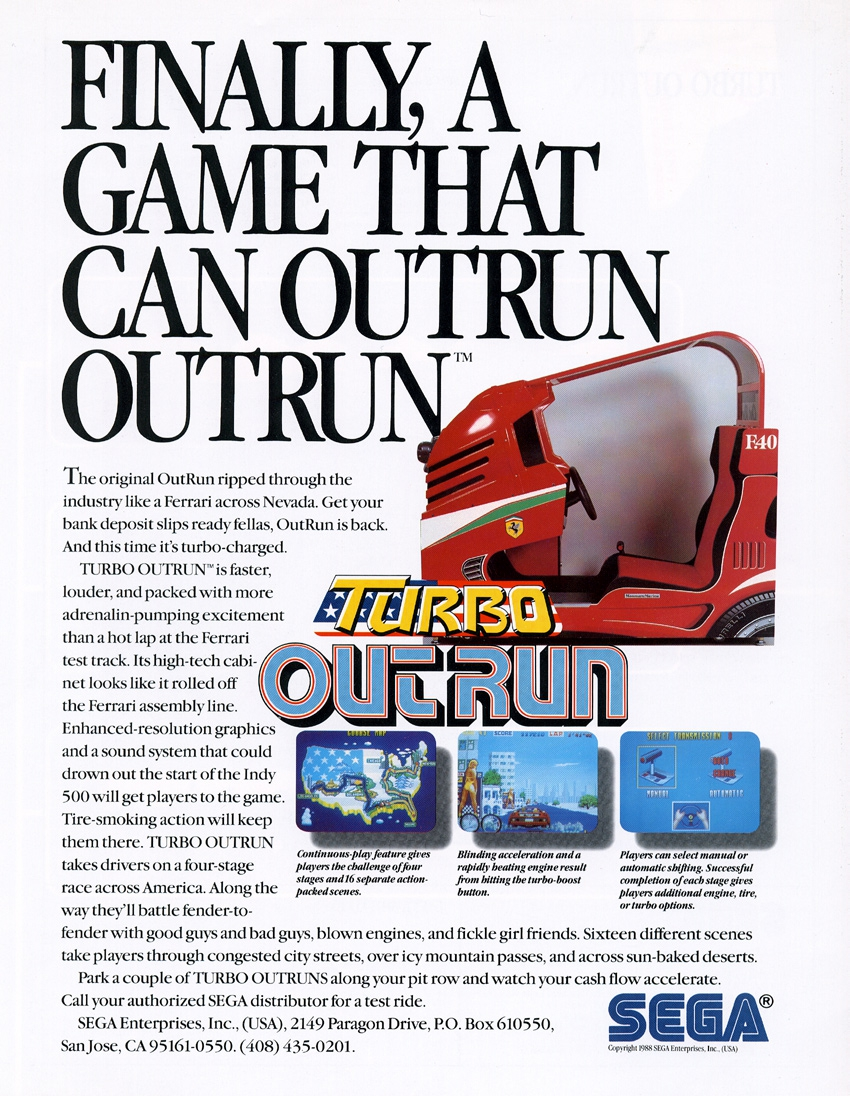 FINALLY, A
GAME THAT
CAN OUTRUN
OUTRUN™
F40
The original OutRun ripped through the
industry like a Ferrari across Nevada. Get your
bank deposit slips ready fellas, OutRun is back.
And this time it's turbo-charged.
TURBO OUTRUN™ is faster,
louder, and packed with more
adrenalin-pumping excitement
than a hot lap at the Ferrari
test track. Its high-tech cabi-
net looks like it rolled off
the Ferrari assembly line.
Enhanced-resolution graphics
and a sound system that could
drown out the start of the Indy
500 will get players to the game.
Tire-smoking action will keep
them there. TURBO OUTRUN
takes drivers on a four-stage
race across America. Along the
way they'll battle fender-to-
fender with good guys and bad guys, blown engines, and fickle girl friends. Sixteen different scenes
take players through congested city streets, over icy mountain passes, and across sun-baked deserts.
Park a couple of TURBO OUTRUNS along your pit row and watch your cash flow accelerate.
Call your authorized SEGA distributor for a test ride.
SEGA Enterprises, Inc., (USA), 2149 Paragon Drive, P.O. Box 610550,
San Jose, CA 95161-0550. (408) 435-0201.
TURBO
OUTRUN
PIRELLI
COURSE MAP
Continuous-play feature gives
players the challenge of four
stages and 16 separate action-
packed scenes.
SCORE LAP
Blinding acceleration and a
rapidly heating engine result
from hitting the turbo-boost
button.
SELECT TRANSMISSION
MANUAL AUTOMATIC
Players can select manual or
automatic shifting. Successful
completion of each stage gives
players additional engine, tire,
or turbo options.
SEGA®
Copyright 1988 SEGA Enterprises, Inc., (USA)